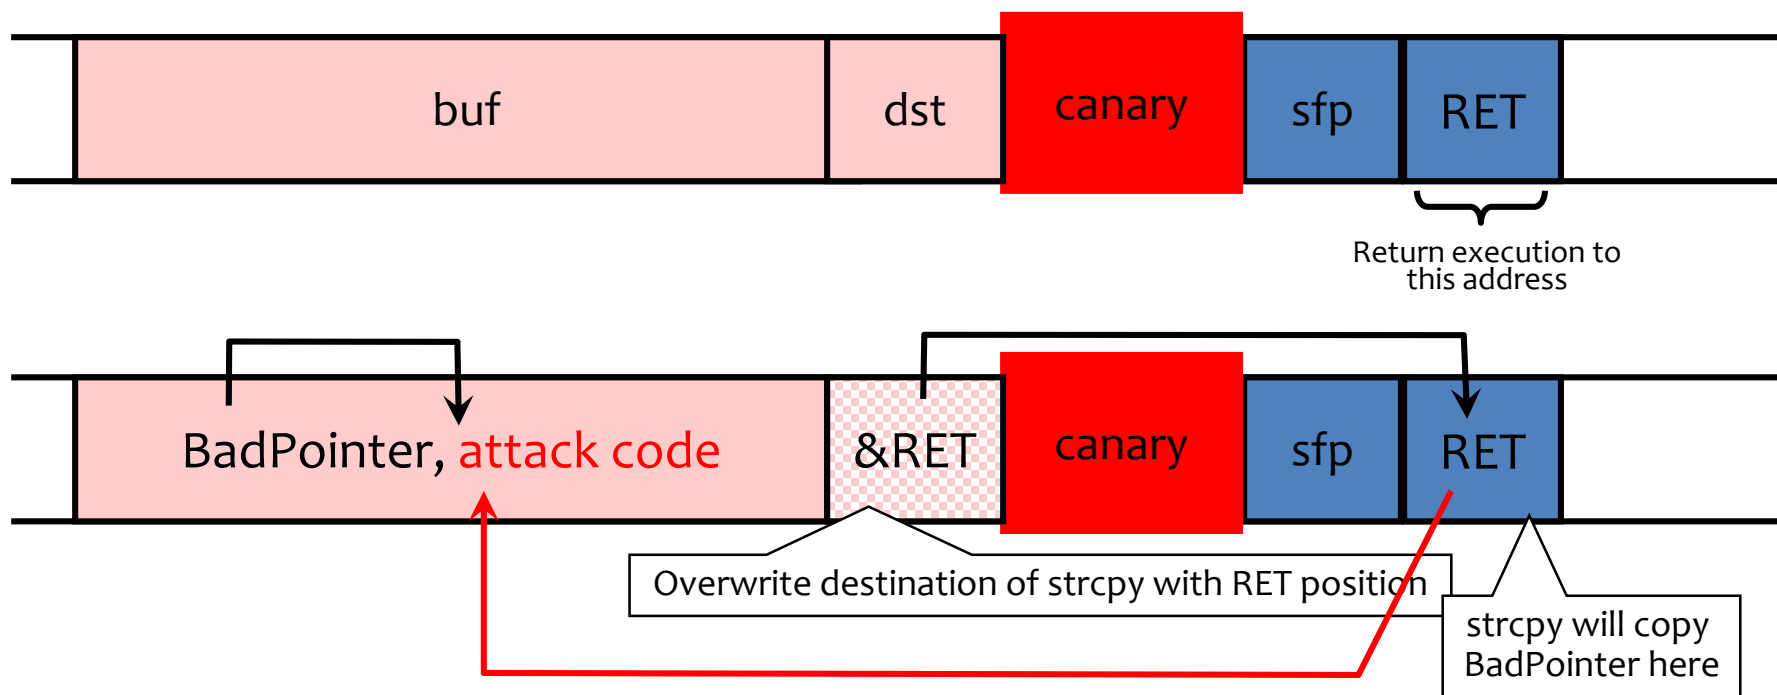 buf dst canary sfp RET
Return execution to
this address
BadPointer, attack code &RET canary sfp RET
Overwrite destination of strcpy with RET position
strcpy will copy
BadPointer here